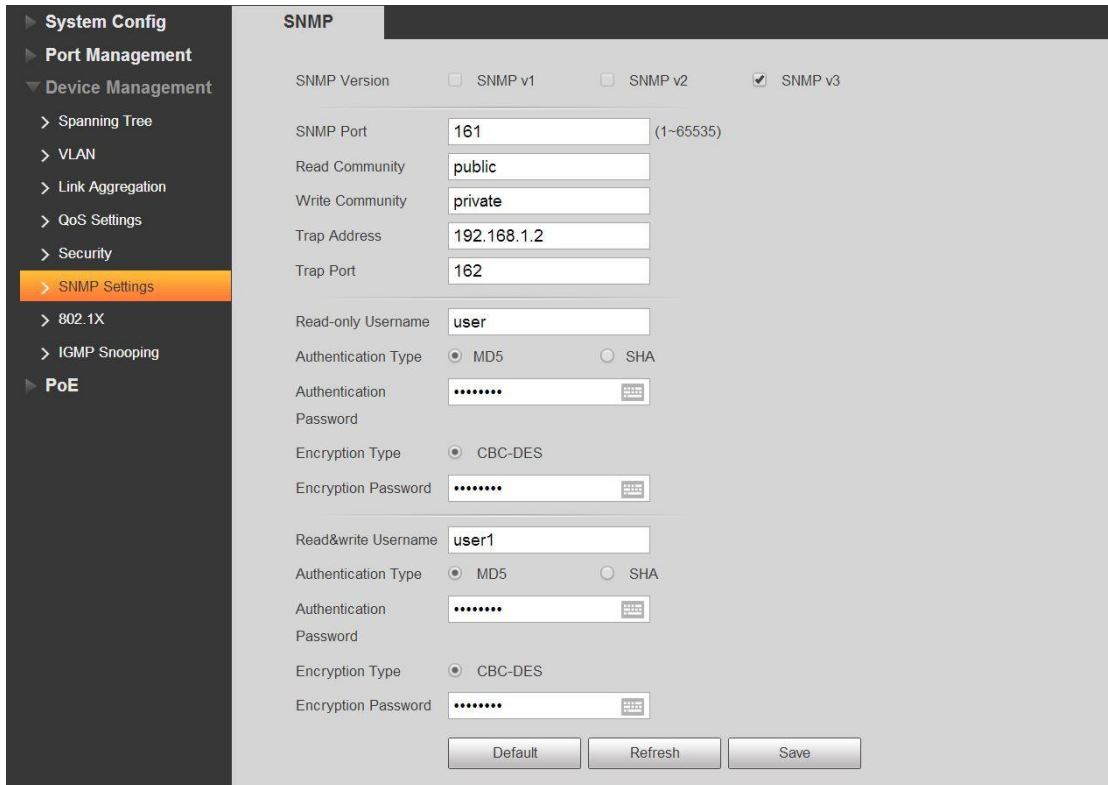 System Config
Port Management
Device Management
Spanning Tree
VLAN
Link Aggregation
QoS Settings
Security
SNMP Settings
802.1X
IGMP Snooping
PoE
SNMP
SNMP Version SNMP v1 SNMP v2 SNMP v3
SNMP Port 161 (1~65535)
Read Community public
Write Community private
Trap Address 192.168.1.2
Trap Port 162
Read-only Username user
Authentication Type MD5 SHA
Authentication ••••••••
Password
Encryption Type CBC-DES
Encryption Password ••••••••
Read&write Username user1
Authentication Type MD5 SHA
Authentication ••••••••
Password
Encryption Type CBC-DES
Encryption Password ••••••••
Default Refresh Save